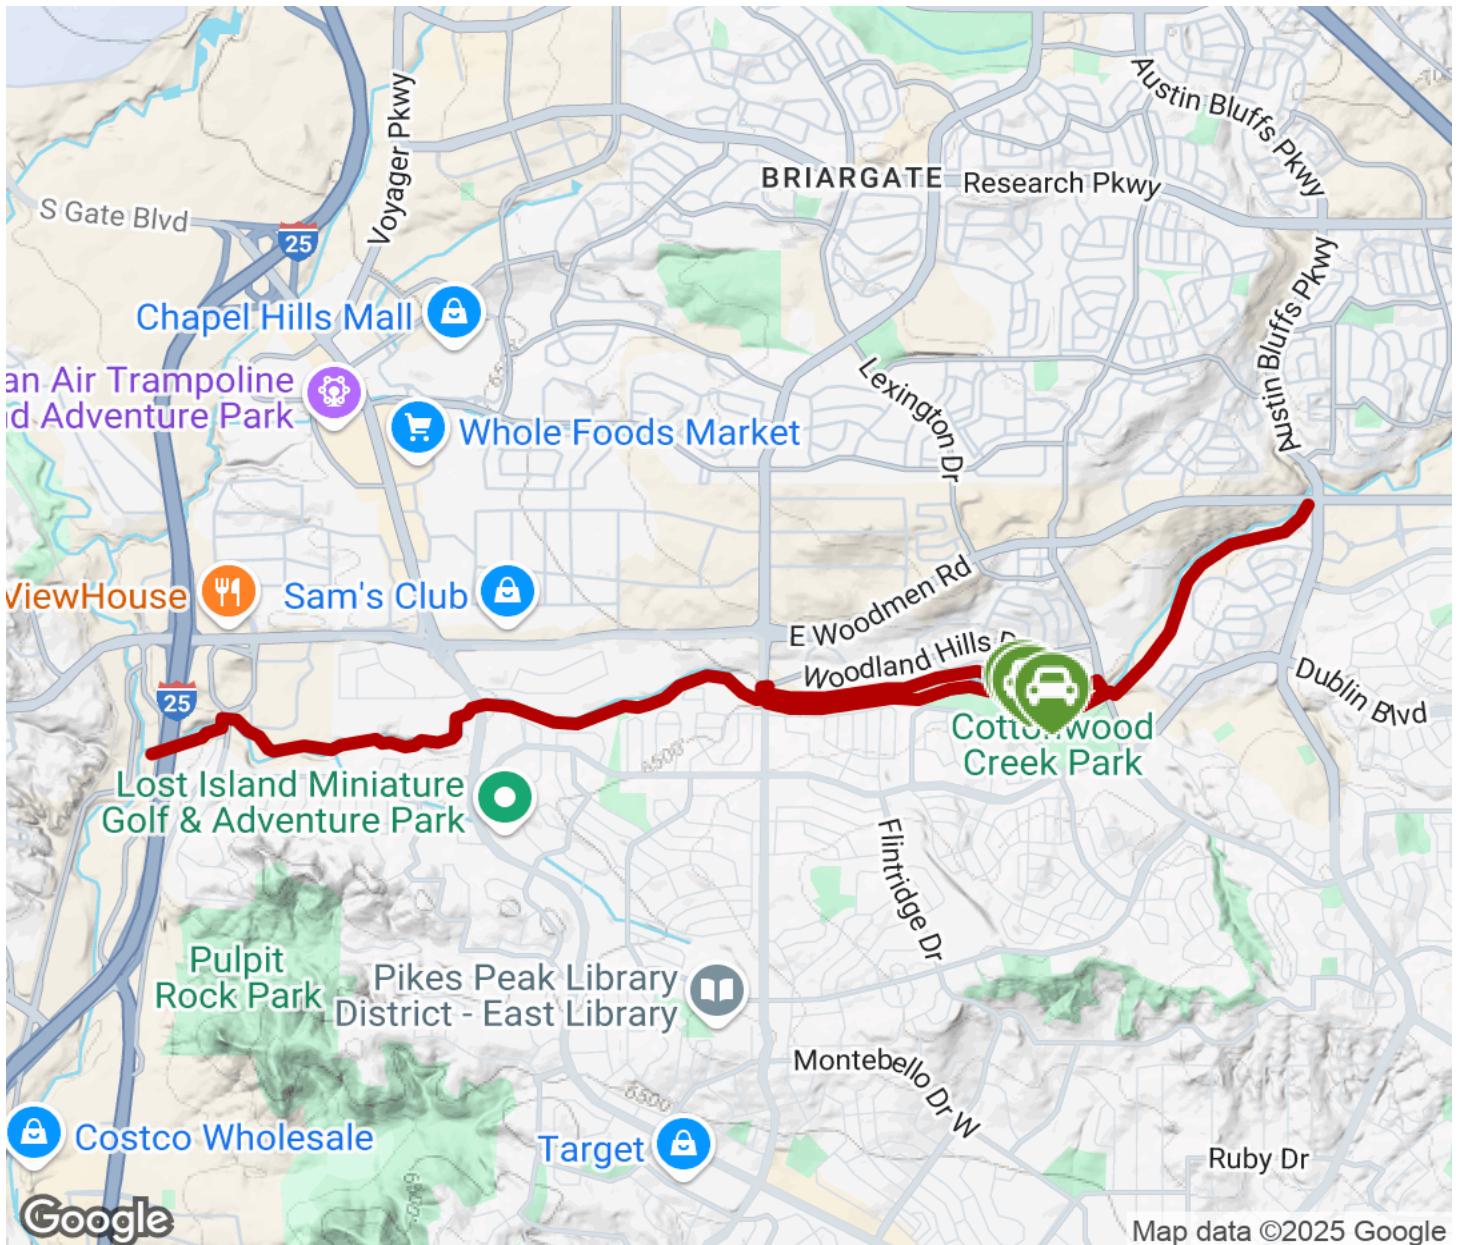 Austin Bluffs Pkwy
Voyager Pkwy
BRIARGATE
Research Pkwy
S Gate Blvd
25
Austin Bluffs Pkwy
Chapel Hills Mall
an Air Trampoline
nd Adventure Park
650
Lexington Dr
Whole Foods Market
E Woodmen Rd
ViewHouse
Sam's Club
Woodland Hills D
25
Dublin Blvd
Cottonwood
Creek Park
6500'
Lost Island Miniature
Golf & Adventure Park
Flintridge Dr
Pulpit
Rock Park
Pikes Peak Library
District - East Library
Montebello Dr W
6500
Costco Wholesale
Target
Ruby Dr
Google
Map data ©2025 Google